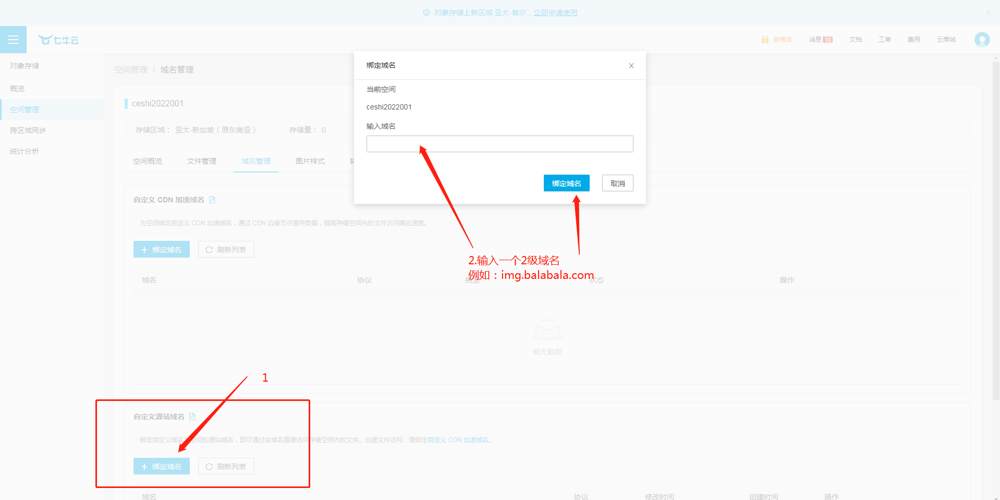 对象存储上新区域 亚太-首尔，立即申请使用
七牛云
新推官
消息 18
文档
工单
费用
云商城
对象存储
概览
空间管理
跨区域同步
统计分析
空间管理 / 域名管理
ceshi2022001
存储区域： 亚太-新加坡（原东南亚）
存储量： 0
空间概览
文件管理
域名管理
图片样式
绑定域名
当前空间
ceshi2022001
输入域名
绑定域名
取消
自定义 CDN 加速域名
为空间绑定自定义 CDN 加速域名，通过 CDN 边缘节点缓存数据，提高存储空间内的文件访问响应速度。
绑定域名
刷新列表
2.输入一个2级域名
例如：img.balabala.com
域名
协议
类型
状态
操作
暂无数据
1
自定义源站域名
绑定自定义域名空间的源站域名，即可通过该域名直接访问存储空间内的文件。加速文件访问，请绑定自定义 CDN 加速域名。
绑定域名
刷新列表
域名
协议
修改时间
创建时间
操作